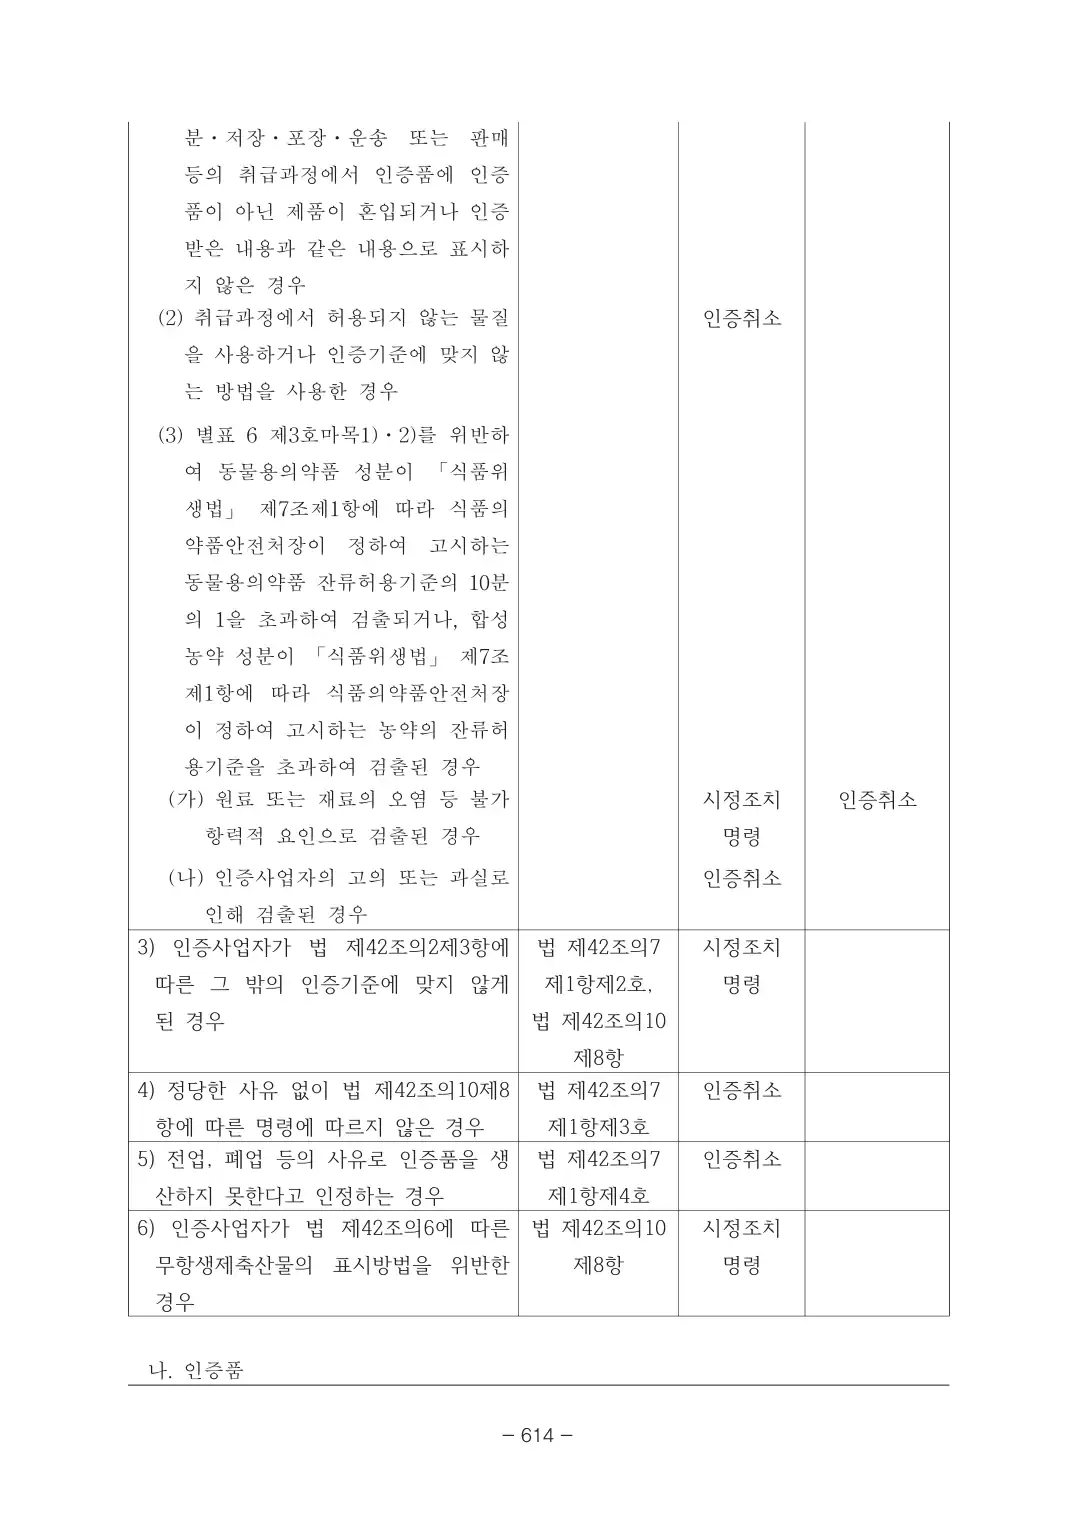 분·저장·포장·운송 또는 판매
등의 취급과정에서 인증품에 인증
품이 아닌 제품이 혼입되거나 인증
받은 내용과 같은 내용으로 표시하
지 않은 경우
(2) 취급과정에서 허용되지 않는 물질 인증취소
을 사용하거나 인증기준에 맞지 않
는 방법을 사용한 경우
(3) 별표 6 제3호마목1)·2)를 위반하
여 동물용의약품 성분이 「식품위
생법」 제7조제1항에 따라 식품의
약품안전처장이 정하여 고시하는
동물용의약품 잔류허용기준의 10분
의 1을 초과하여 검출되거나, 합성
농약 성분이 「식품위생법」 제7조
제1항에 따라 식품의약품안전처장
이 정하여 고시하는 농약의 잔류허
용기준을 초과하여 검출된 경우
(가) 원료 또는 재료의 오염 등 불가 시정조치 인증취소
항력적 요인으로 검출된 경우 명령
(나) 인증사업자의 고의 또는 과실로 인증취소
인해 검출된 경우
3) 인증사업자가 법 제42조의2제3항에 법 제42조의7 시정조치
따른 그 밖의 인증기준에 맞지 않게 제1항제2호, 명령
된 경우 법 제42조의10
제8항
4) 정당한 사유 없이 법 제42조의10제8 법 제42조의7 인증취소
항에 따른 명령에 따르지 않은 경우 제1항제3호
5) 전업, 폐업 등의 사유로 인증품을 생 법 제42조의7 인증취소
산하지 못한다고 인정하는 경우 제1항제4호
6) 인증사업자가 법 제42조의6에 따른 법 제42조의10 시정조치
무항생제축산물의 표시방법을 위반한 제8항 명령
경우
나. 인증품
- 614 -